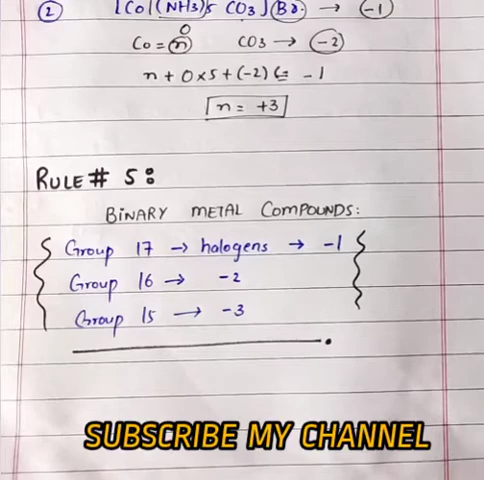 ② [Co(NH3)5 CO3] Br → -1
0
Co = n CO3 → -2
n + 0x5 + (-2) = -1
n = +3
RULE# 5:
BINARY METAL COMPOUNDS:
Group 17 → halogens → -1
Group 16 → -2
Group 15 → -3
SUBSCRIBE MY CHANNEL